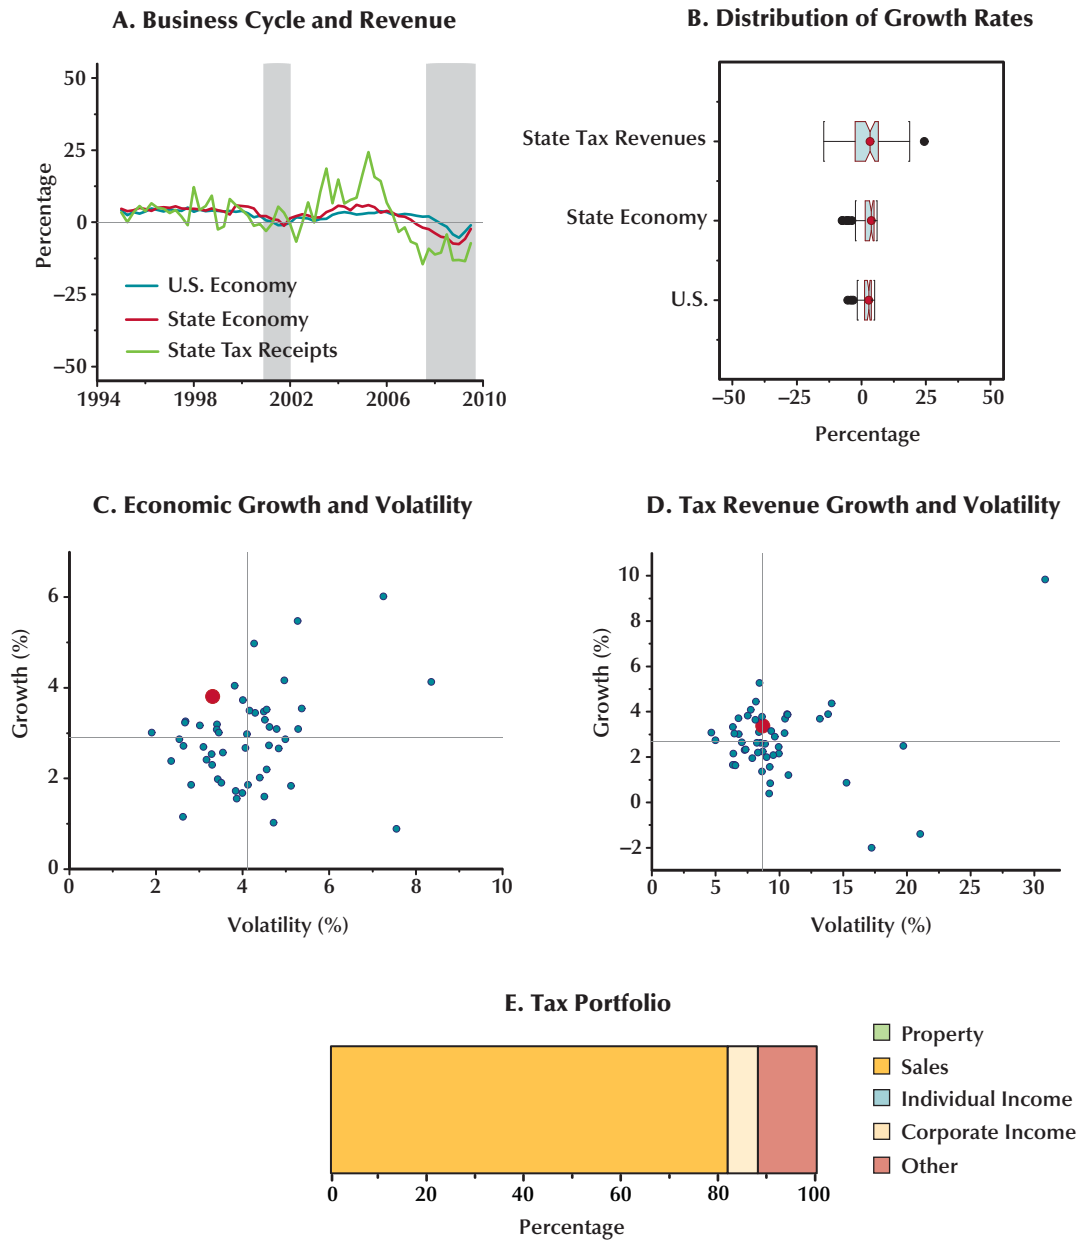 A. Business Cycle and Revenue
50
25
0
−25
−50
Percentage
U.S. Economy
State Economy
State Tax Receipts
1994 1998 2002 2006 2010
B. Distribution of Growth Rates
State Tax Revenues
State Economy
U.S.
−50 −25 0 25 50
Percentage
C. Economic Growth and Volatility
6
4
2
0
Growth (%)
0 2 4 6 8 10
Volatility (%)
D. Tax Revenue Growth and Volatility
10
8
6
4
2
0
−2
Growth (%)
0 5 10 15 20 25 30
Volatility (%)
E. Tax Portfolio
0 20 40 60 80 100
Percentage
Property
Sales
Individual Income
Corporate Income
Other